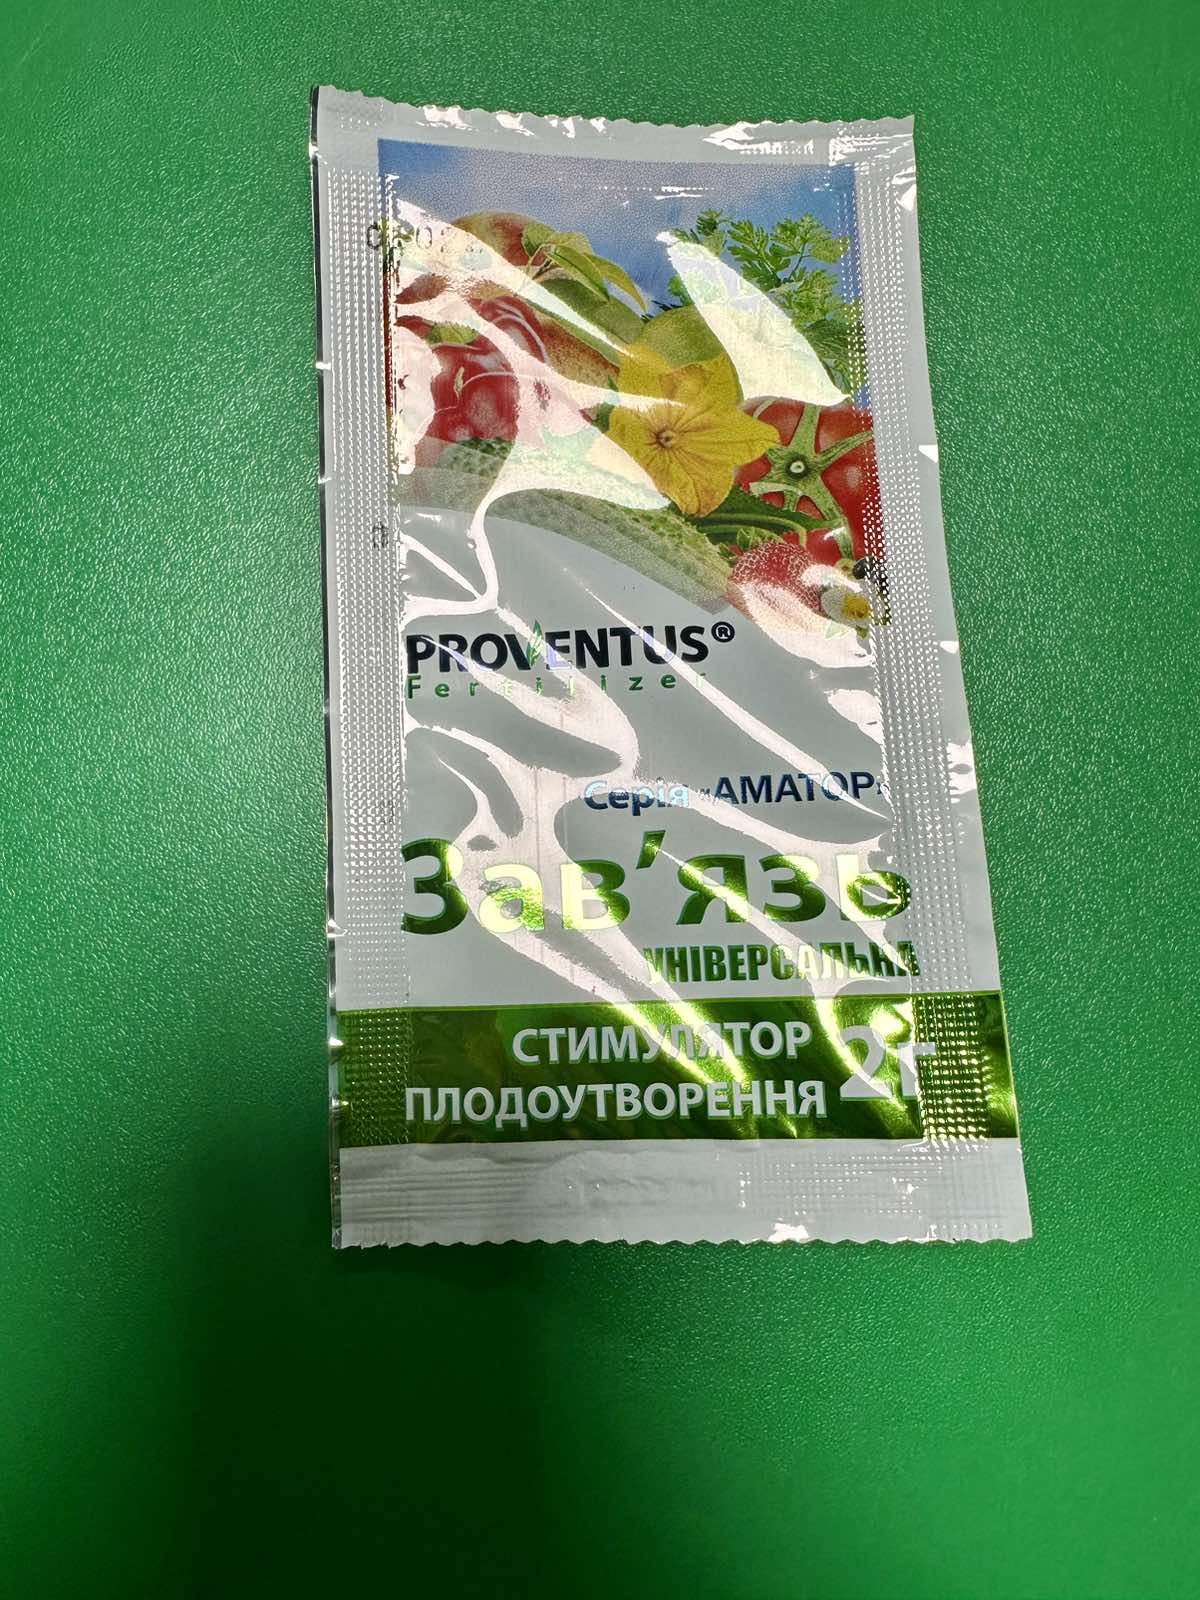 PROVENTUS®
Fertilizer
Серія «АМАТОР»
Зав'язь
УНІВЕРСАЛЬНА
СТИМУЛЯТОР
ПЛОДОУТВОРЕННЯ
2г